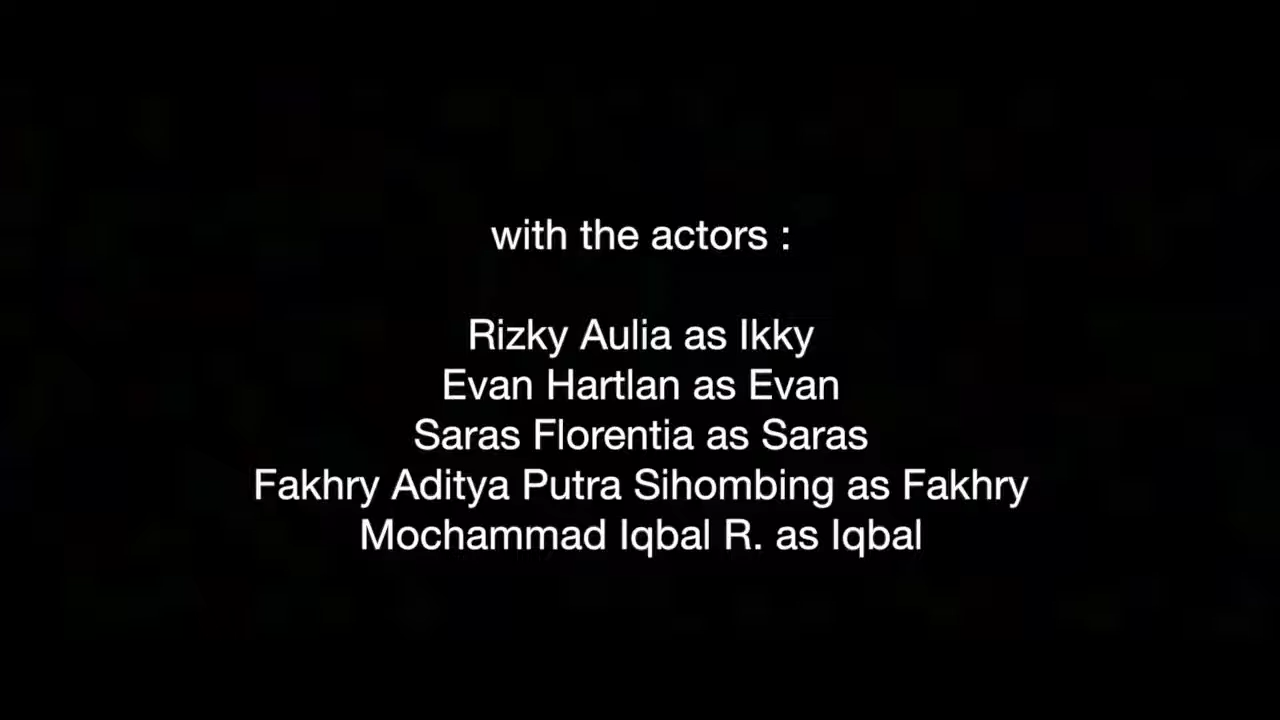 with the actors :
Rizky Aulia as Ikky
Evan Hartlan as Evan
Saras Florentia as Saras
Fakhry Aditya Putra Sihombing as Fakhry
Mochammad Iqbal R. as Iqbal